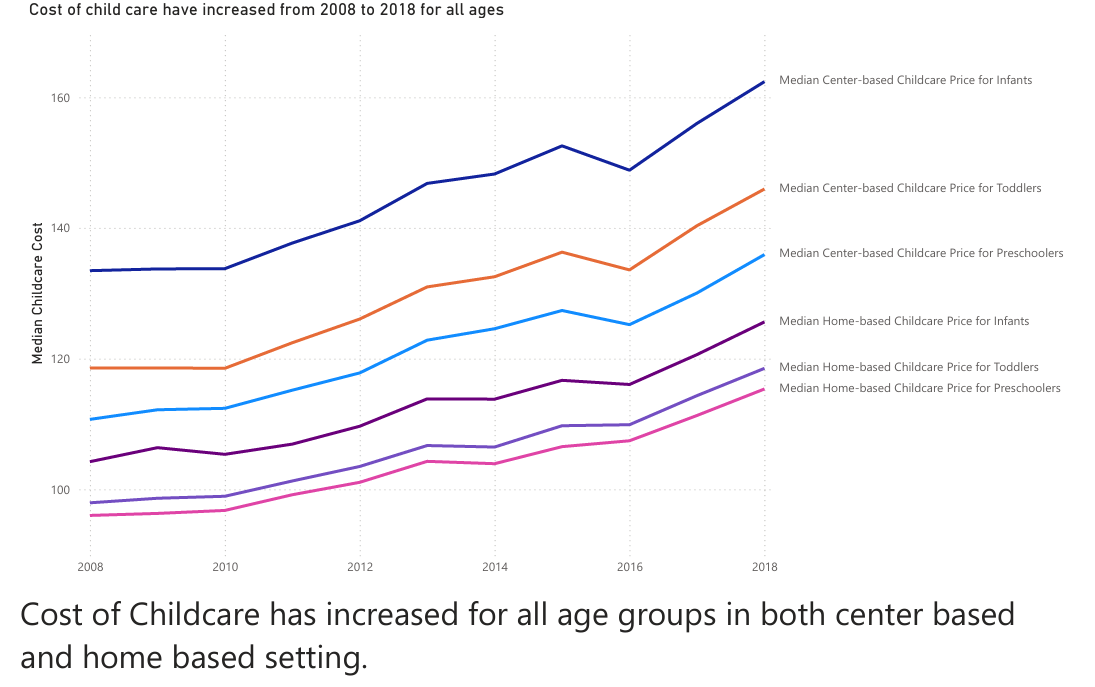 Cost of child care have increased from 2008 to 2018 for all ages
Median Childcare Cost
160
140
120
100
2008 2010 2012 2014 2016 2018
Median Center-based Childcare Price for Infants
Median Center-based Childcare Price for Toddlers
Median Center-based Childcare Price for Preschoolers
Median Home-based Childcare Price for Infants
Median Home-based Childcare Price for Toddlers
Median Home-based Childcare Price for Preschoolers
Cost of Childcare has increased for all age groups in both center based
and home based setting.